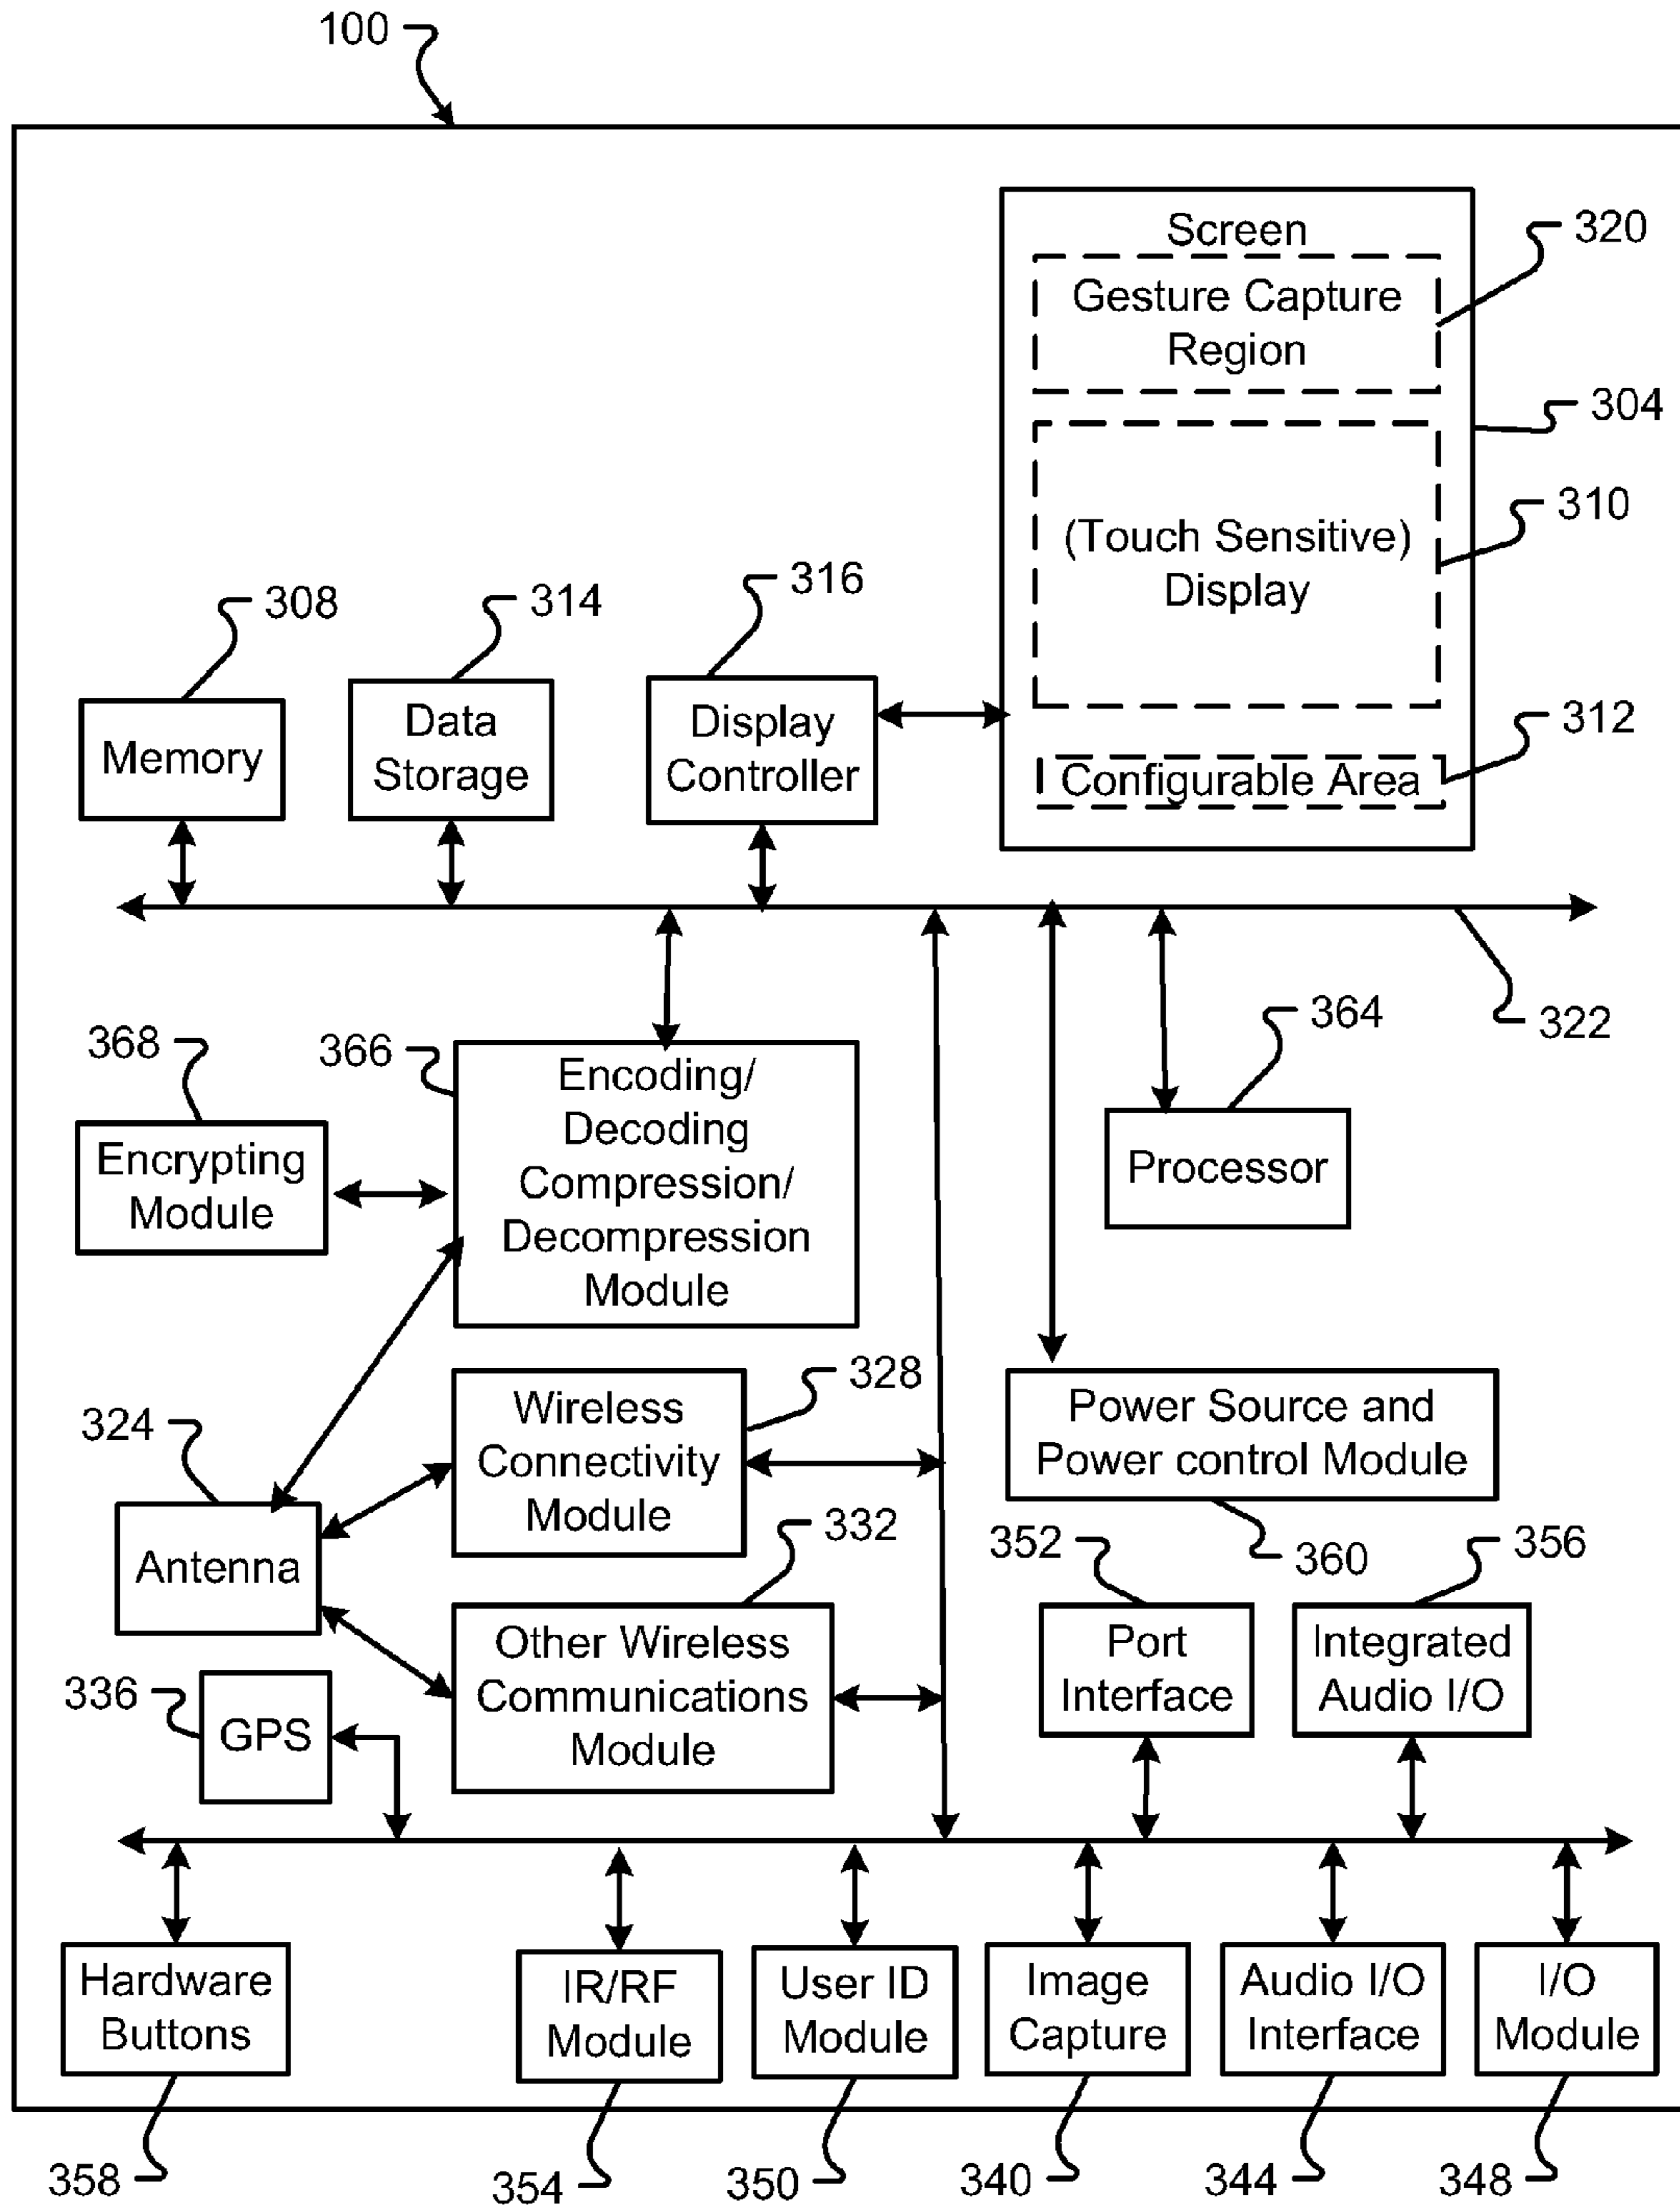 100
Screen
Gesture Capture
Region
320
304
(Touch Sensitive)
Display
310
Configurable Area
312
308
Memory
314
Data
Storage
316
Display
Controller
322
368
Encrypting
Module
366
Encoding/
Decoding
Compression/
Decompression
Module
364
Processor
324
Antenna
328
Wireless
Connectivity
Module
Power Source and
Power control Module
360
332
Other Wireless
Communications
Module
336
GPS
352
Port
Interface
356
Integrated
Audio I/O
Hardware
Buttons
IR/RF
Module
User ID
Module
Image
Capture
Audio I/O
Interface
I/O
Module
358
354
350
340
344
348